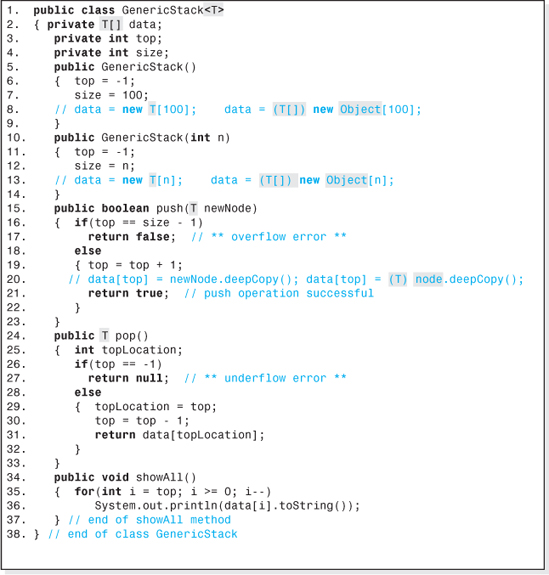 1. public class GenericStack<T>
2. { private T[] data;
3. private int top;
4. private int size;
5. public GenericStack()
6. { top = -1;
7. size = 100;
8. // data = new T[100]; data = (T[]) new Object[100];
9. }
10. public GenericStack(int n)
11. { top = -1;
12. size = n;
13. // data = new T[n]; data = (T[]) new Object[n];
14. }
15. public boolean push(T newNode)
16. { if(top == size - 1)
17. return false; // ** overflow error **
18. else
19. { top = top + 1;
20. // data[top] = newNode.deepCopy(); data[top] = (T) node.deepCopy();
21. return true; // push operation successful
22. }
23. }
24. public T pop()
25. { int topLocation;
26. if(top == -1)
27. return null; // ** underflow error **
28. else
29. { topLocation = top;
30. top = top - 1;
31. return data[topLocation];
32. }
33. }
34. public void showAll()
35. { for(int i = top; i >= 0; i--)
36. System.out.println(data[i].toString());
37. } // end of showAll method
38. } // end of class GenericStack